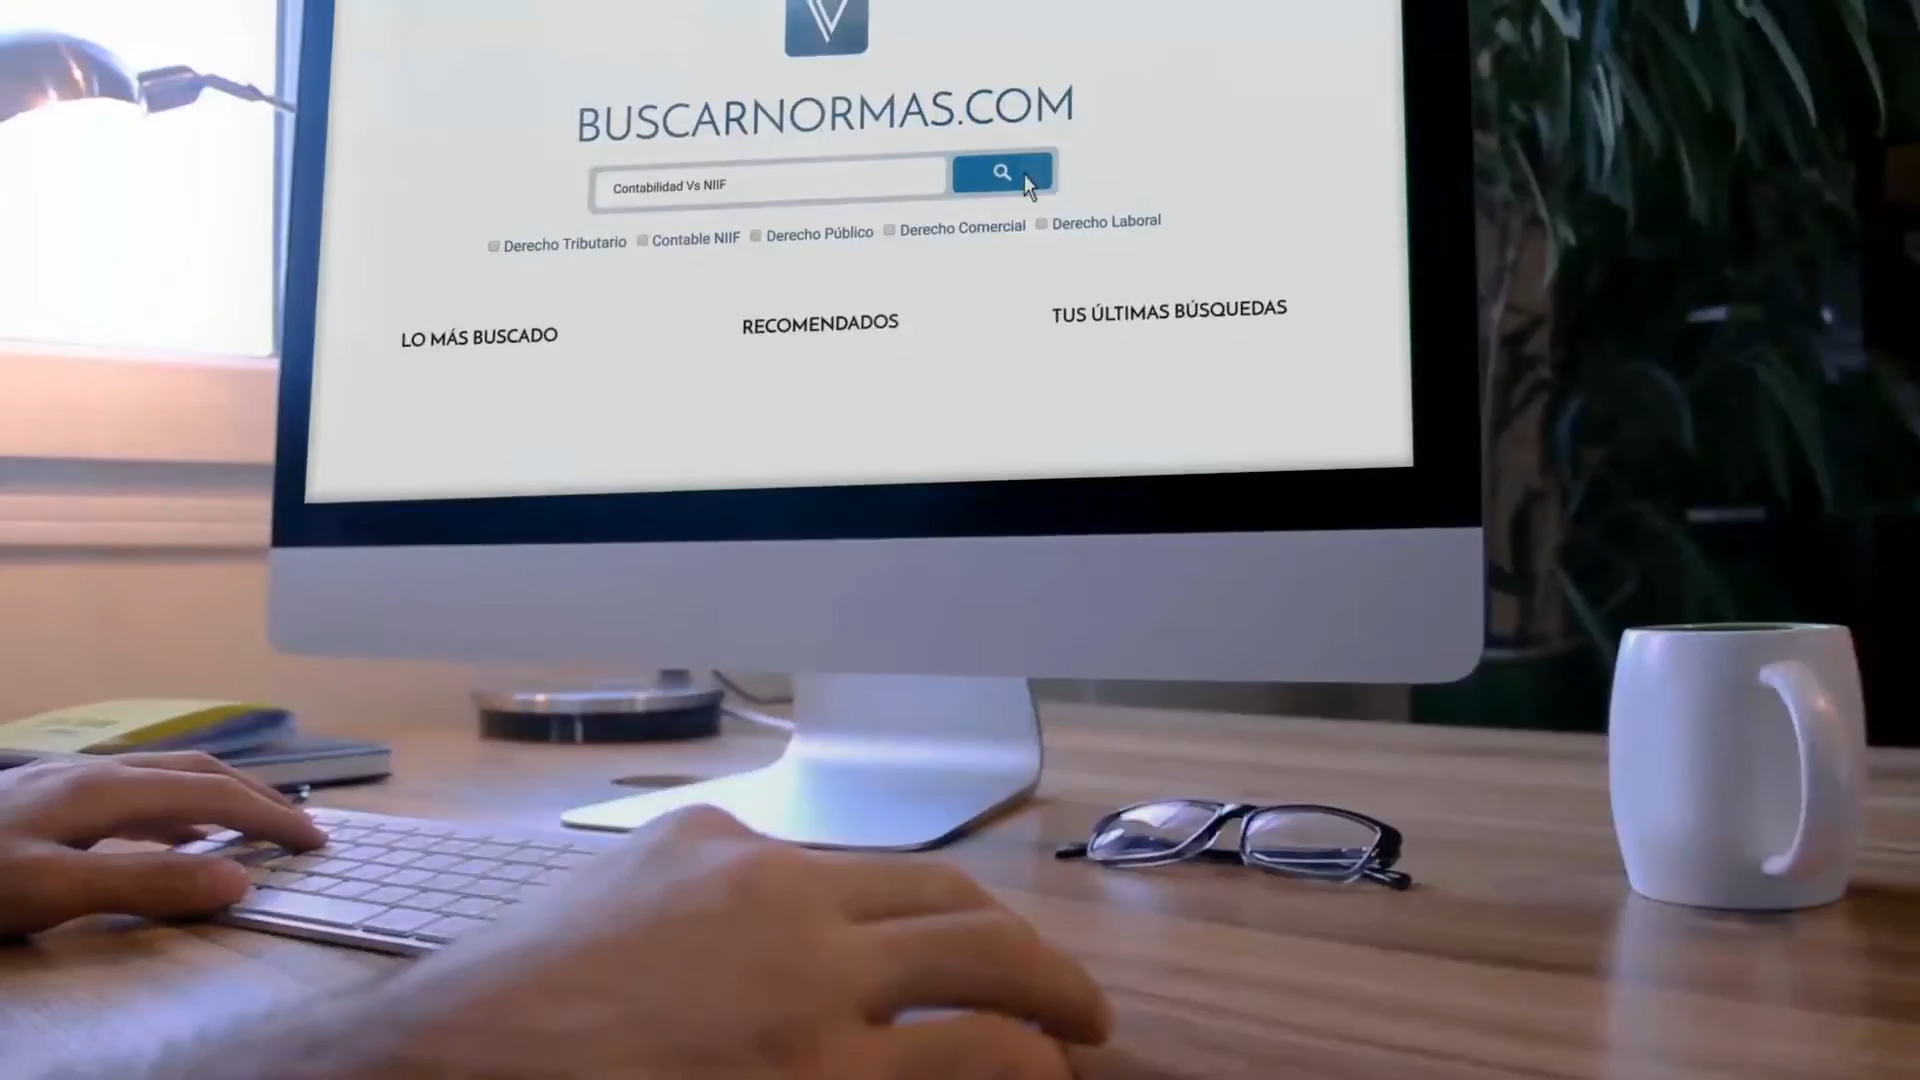 BUSCARNORMAS.COM
Contabilidad Vs NIIF
Derecho Tributario Contable NIIF Derecho Público Derecho Comercial Derecho Laboral
LO MÁS BUSCADO RECOMENDADOS TUS ÚLTIMAS BÚSQUEDAS